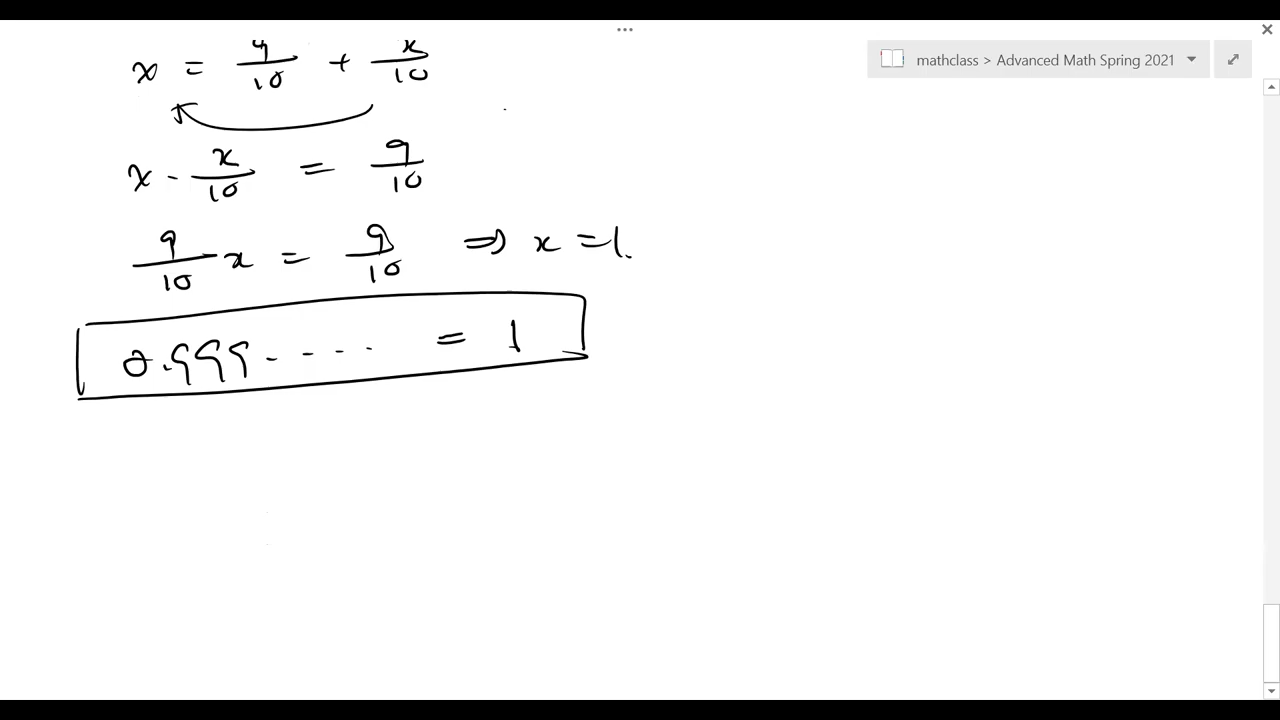 mathclass > Advanced Math Spring 2021
x = 9/10 + x/10
x - x/10 = 9/10
9/10 x = 9/10 ⇒ x = 1.
0.999..... = 1